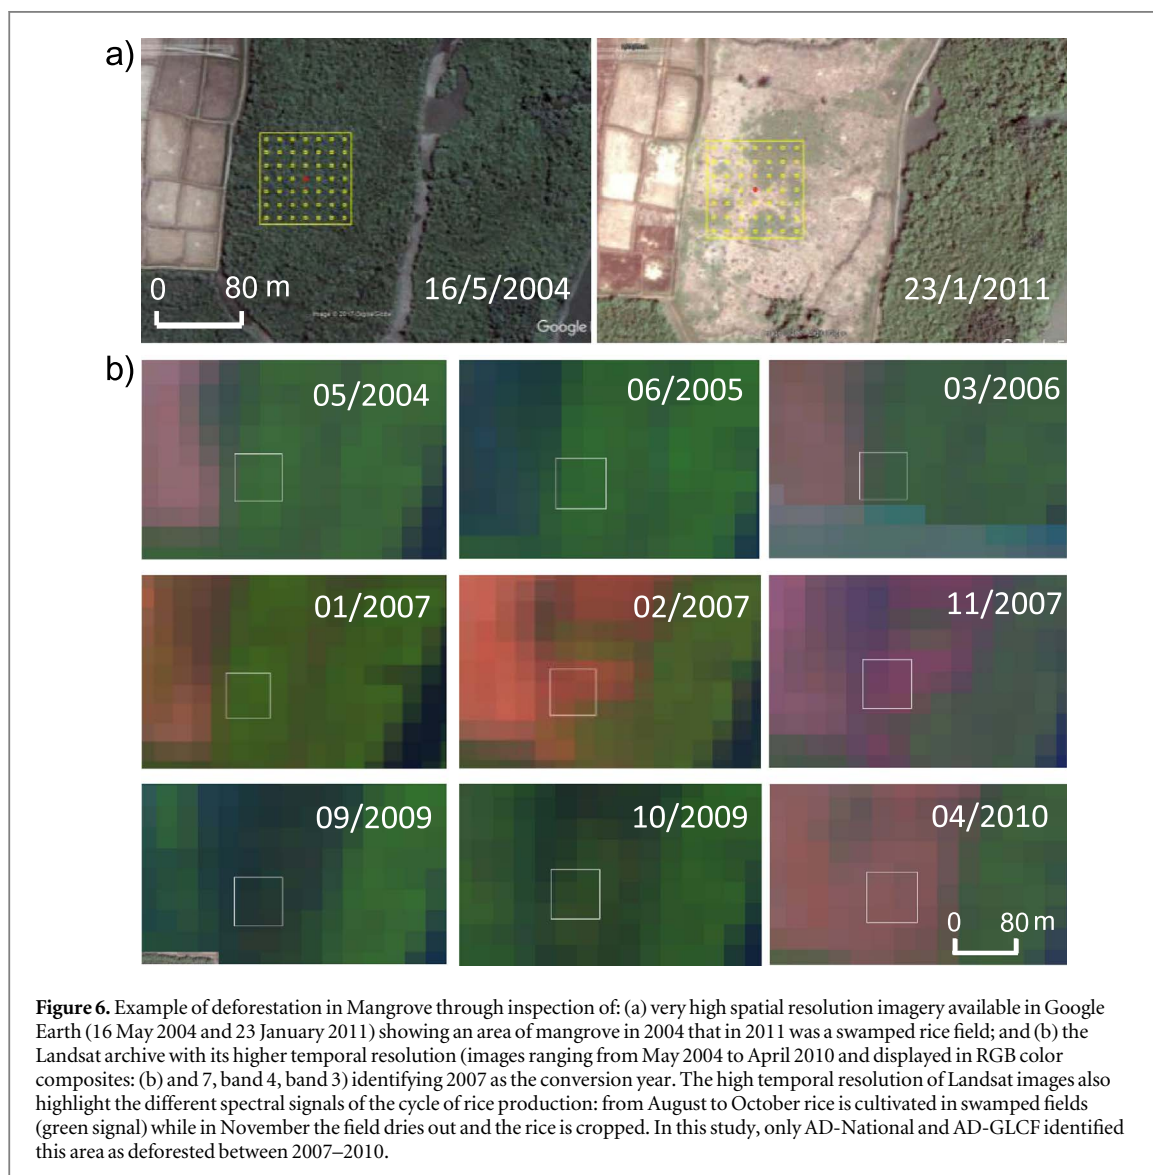 a)
0 80 m
16/5/2004
Image © 2017 DigitalGlobe
Google
23/1/2011
b)
05/2004
06/2005
03/2006
01/2007
02/2007
11/2007
09/2009
10/2009
04/2010
0 80 m
Figure 6. Example of deforestation in Mangrove through inspection of: (a) very high spatial resolution imagery available in Google
Earth (16 May 2004 and 23 January 2011) showing an area of mangrove in 2004 that in 2011 was a swamped rice field; and (b) the
Landsat archive with its higher temporal resolution (images ranging from May 2004 to April 2010 and displayed in RGB color
composites: (b) and 7, band 4, band 3) identifying 2007 as the conversion year. The high temporal resolution of Landsat images also
highlight the different spectral signals of the cycle of rice production: from August to October rice is cultivated in swamped fields
(green signal) while in November the field dries out and the rice is cropped. In this study, only AD-National and AD-GLCF identified
this area as deforested between 2007–2010.